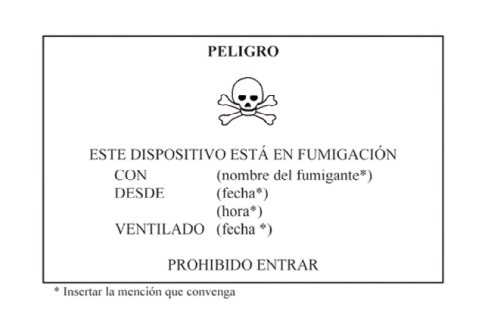 PELIGRO
ESTE DISPOSITIVO ESTÁ EN FUMIGACIÓN
CON (nombre del fumigante*)
DESDE (fecha*)
(hora*)
VENTILADO (fecha *)
PROHIBIDO ENTRAR
* Insertar la mención que convenga